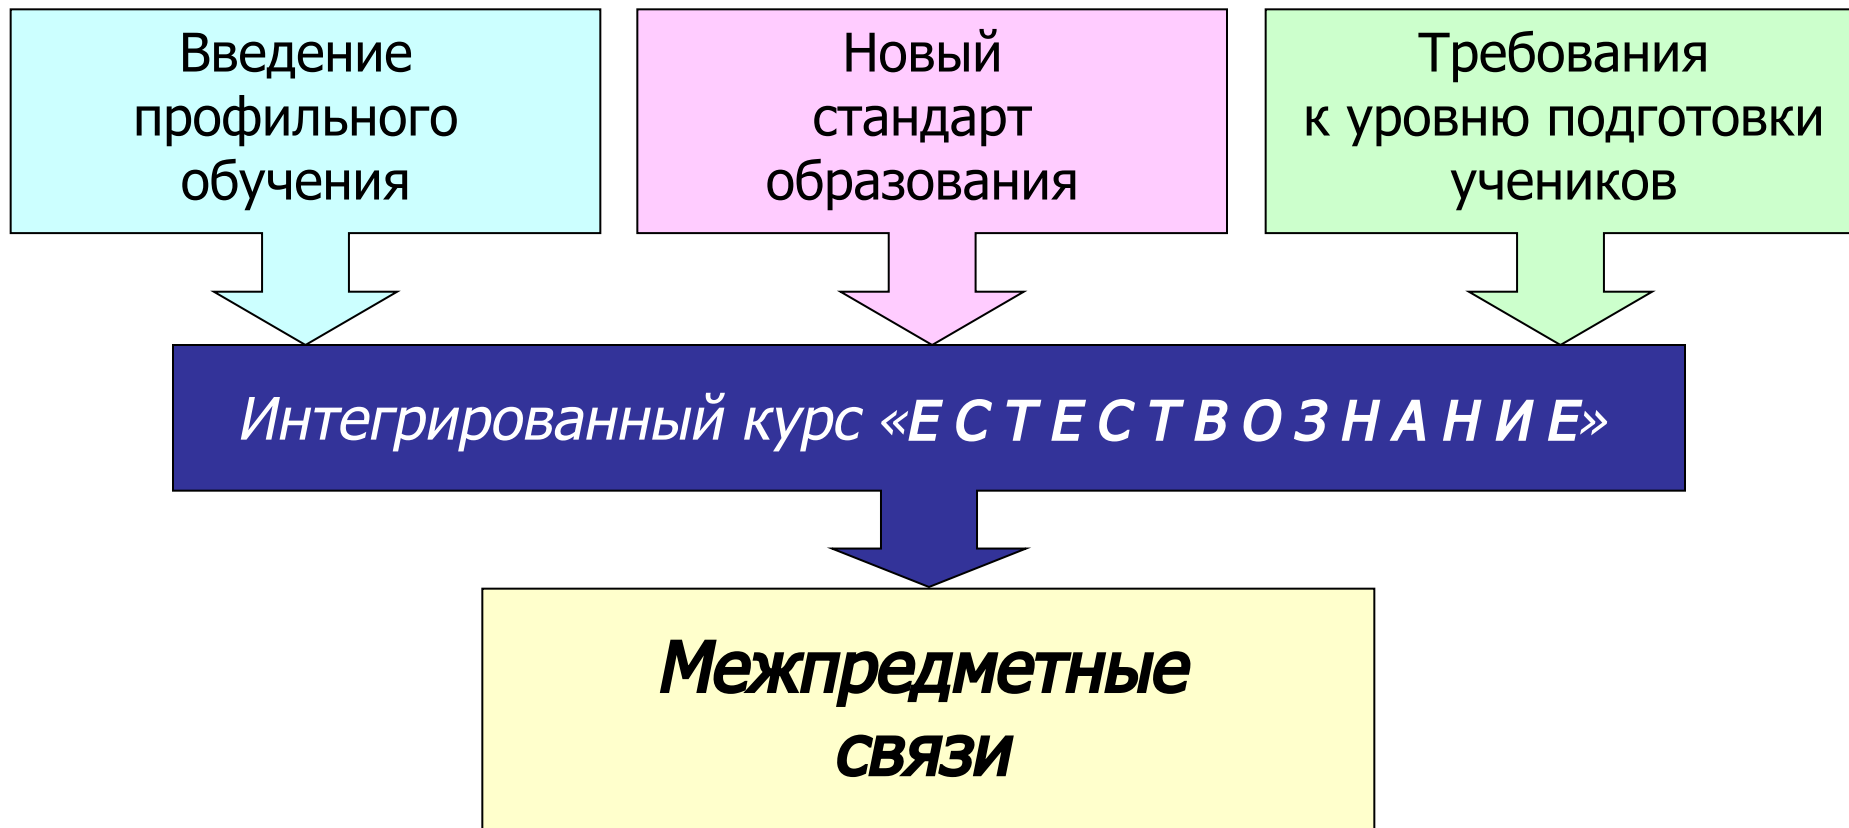 Введение
профильного
обучения
Новый
стандарт
образования
Требования
к уровню подготовки
учеников
Интегрированный курс «Е С Т Е С Т В О З Н А Н И Е»
Межпредметные
связи